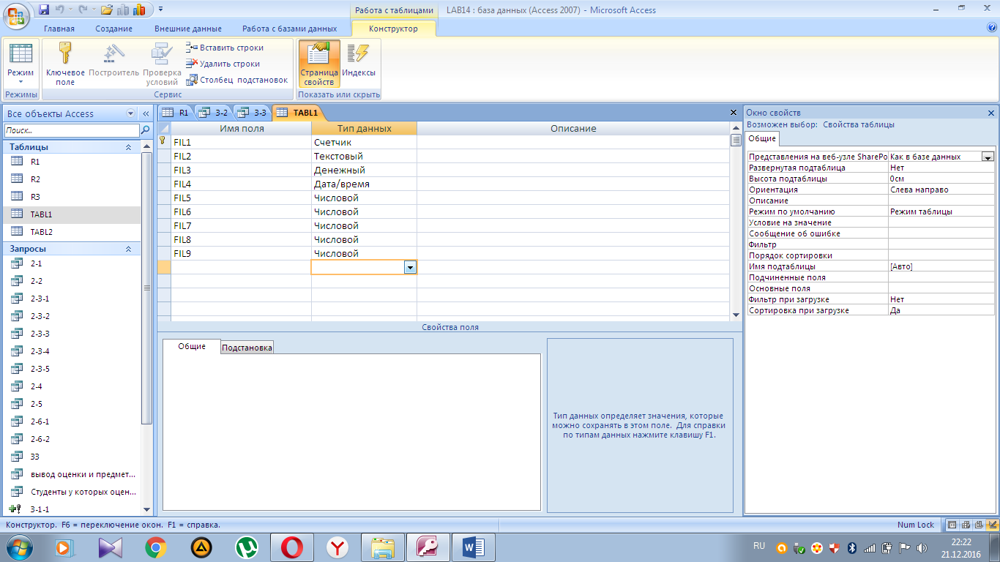 Работа с таблицами
LAB14 : база данных (Access 2007) - Microsoft Access
Главная
Создание
Внешние данные
Работа с базами данных
Конструктор
Режим
Режимы
Ключевое поле
Построитель
Проверка условий
Вставить строки
Удалить строки
Столбец подстановок
Сервис
Страница свойств
Индексы
Показать или скрыть
Все объекты Access
Поиск...
Таблицы
R1
R2
R3
TABL1
TABL2
Запросы
2-1
2-2
2-3-1
2-3-2
2-3-3
2-3-4
2-3-5
2-4
2-5
2-6-1
2-6-2
33
вывод оценки и предмет...
Студенты у которых оцен...
3-1-1
R1
3-2
3-3
TABL1
Имя поля
Тип данных
Описание
FIL1 Счетчик
FIL2 Текстовый
FIL3 Денежный
FIL4 Дата/время
FIL5 Числовой
FIL6 Числовой
FIL7 Числовой
FIL8 Числовой
FIL9 Числовой
Свойства поля
Общие
Подстановка
Тип данных определяет значения, которые
можно сохранять в этом поле. Для справки
по типам данных нажмите клавишу F1.
Окно свойств
Возможен выбор: Свойства таблицы
Общие
Представления на веб-узле SharePo Как в базе данных
Развернутая подтаблица Нет
Высота подтаблицы 0см
Ориентация Слева направо
Описание
Режим по умолчанию Режим таблицы
Условие на значение
Сообщение об ошибке
Фильтр
Порядок сортировки
Имя подтаблицы [Авто]
Подчиненные поля
Основные поля
Фильтр при загрузке Нет
Сортировка при загрузке Да
Конструктор. F6 = переключение окон. F1 = справка.
Num Lock
RU
22:22
21.12.2016